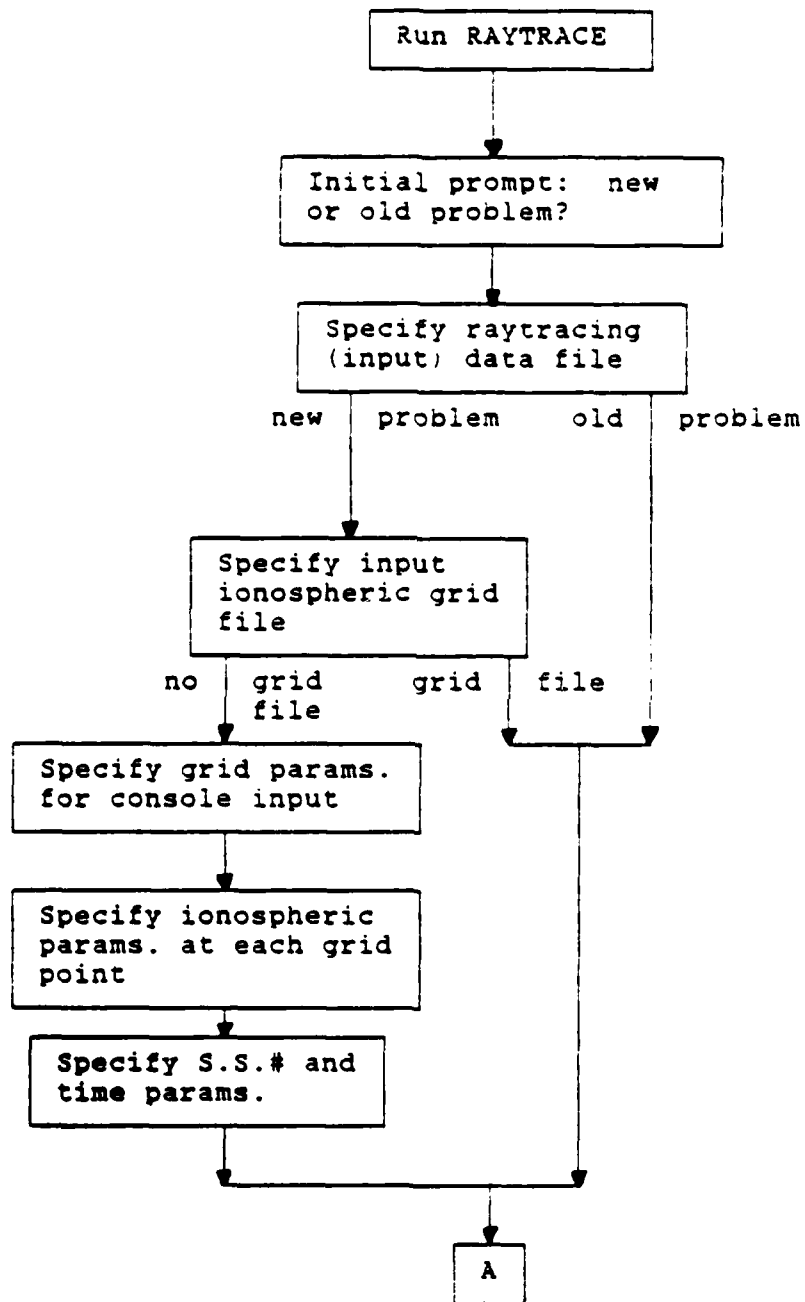 Run RAYTRACE
Initial prompt: new
or old problem?
Specify raytracing
(input) data file
new problem old problem
Specify input
ionospheric grid
file
no grid grid file
file
Specify grid params.
for console input
Specify ionospheric
params. at each grid
point
Specify S.S.# and
time params.
A